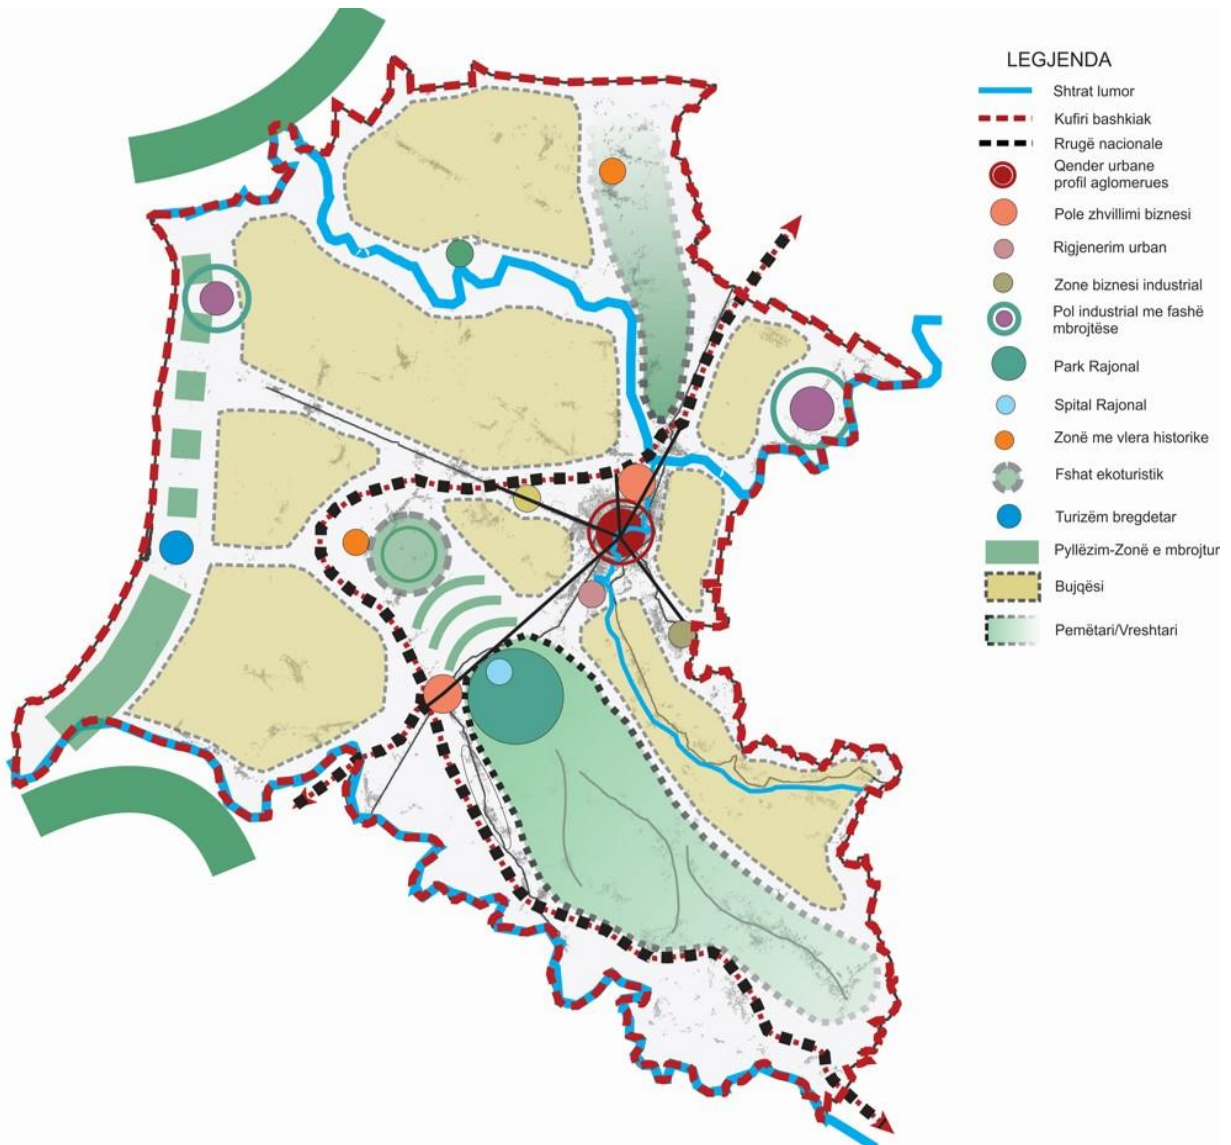 LEGJENDA
Shtrat lumor
Kufiri bashkiak
Rrugë nacionale
Qender urbane
profil aglomerues
Pole zhvillimi biznesi
Rigjenerim urban
Zone biznesi industrial
Pol industrial me fashë
mbrojtëse
Park Rajonal
Spital Rajonal
Zonë me vlera historike
Fshat ekoturistik
Turizëm bregdetar
Pyllëzim-Zonë e mbrojtur
Bujqësi
Pemëtari/Vreshtari